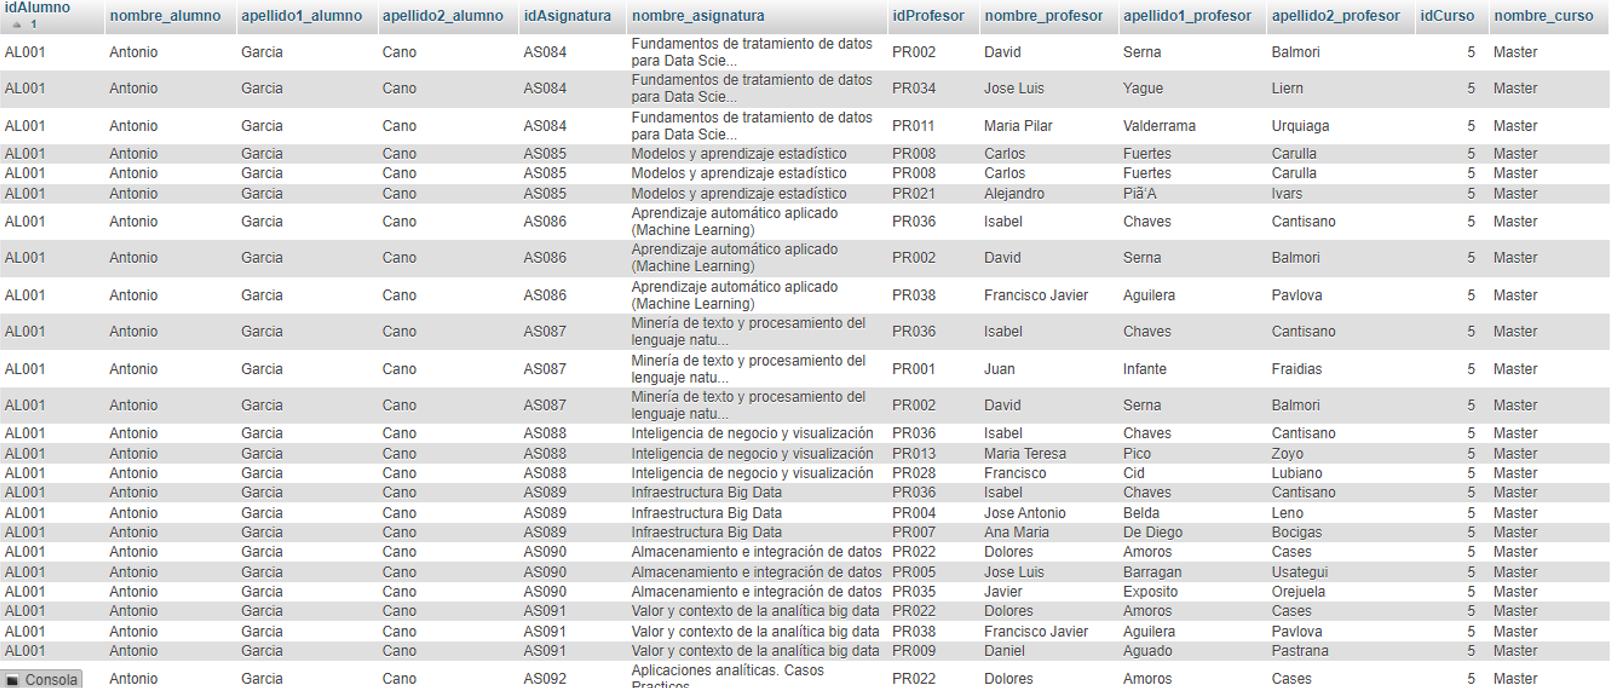 idAlumno nombre_alumno apellido1_alumno apellido2_alumno idAsignatura nombre_asignatura idProfesor nombre_profesor apellido1_profesor apellido2_profesor idCurso nombre_curso
1
AL001 Antonio Garcia Cano AS084 Fundamentos de tratamiento de datos PR002 David Serna Balmori 5 Master
para Data Scie...
AL001 Antonio Garcia Cano AS084 Fundamentos de tratamiento de datos PR034 Jose Luis Yague Liern 5 Master
para Data Scie...
AL001 Antonio Garcia Cano AS084 Fundamentos de tratamiento de datos PR011 Maria Pilar Valderrama Urquiaga 5 Master
para Data Scie...
AL001 Antonio Garcia Cano AS085 Modelos y aprendizaje estadístico PR008 Carlos Fuertes Carulla 5 Master
AL001 Antonio Garcia Cano AS085 Modelos y aprendizaje estadístico PR008 Carlos Fuertes Carulla 5 Master
AL001 Antonio Garcia Cano AS085 Modelos y aprendizaje estadístico PR021 Alejandro Piã‘A Ivars 5 Master
AL001 Antonio Garcia Cano AS086 Aprendizaje automático aplicado PR036 Isabel Chaves Cantisano 5 Master
(Machine Learning)
AL001 Antonio Garcia Cano AS086 Aprendizaje automático aplicado PR002 David Serna Balmori 5 Master
(Machine Learning)
AL001 Antonio Garcia Cano AS086 Aprendizaje automático aplicado PR038 Francisco Javier Aguilera Pavlova 5 Master
(Machine Learning)
AL001 Antonio Garcia Cano AS087 Minería de texto y procesamiento del PR036 Isabel Chaves Cantisano 5 Master
lenguaje natu...
AL001 Antonio Garcia Cano AS087 Minería de texto y procesamiento del PR001 Juan Infante Fraidias 5 Master
lenguaje natu...
AL001 Antonio Garcia Cano AS087 Minería de texto y procesamiento del PR002 David Serna Balmori 5 Master
lenguaje natu...
AL001 Antonio Garcia Cano AS088 Inteligencia de negocio y visualización PR036 Isabel Chaves Cantisano 5 Master
AL001 Antonio Garcia Cano AS088 Inteligencia de negocio y visualización PR013 Maria Teresa Pico Zoyo 5 Master
AL001 Antonio Garcia Cano AS088 Inteligencia de negocio y visualización PR028 Francisco Cid Lubiano 5 Master
AL001 Antonio Garcia Cano AS089 Infraestructura Big Data PR036 Isabel Chaves Cantisano 5 Master
AL001 Antonio Garcia Cano AS089 Infraestructura Big Data PR004 Jose Antonio Belda Leno 5 Master
AL001 Antonio Garcia Cano AS089 Infraestructura Big Data PR007 Ana Maria De Diego Bocigas 5 Master
AL001 Antonio Garcia Cano AS090 Almacenamiento e integración de datos PR022 Dolores Amoros Cases 5 Master
AL001 Antonio Garcia Cano AS090 Almacenamiento e integración de datos PR005 Jose Luis Barragan Usategui 5 Master
AL001 Antonio Garcia Cano AS090 Almacenamiento e integración de datos PR035 Javier Exposito Orejuela 5 Master
AL001 Antonio Garcia Cano AS091 Valor y contexto de la analítica big data PR022 Dolores Amoros Cases 5 Master
AL001 Antonio Garcia Cano AS091 Valor y contexto de la analítica big data PR038 Francisco Javier Aguilera Pavlova 5 Master
AL001 Antonio Garcia Cano AS091 Valor y contexto de la analítica big data PR009 Daniel Aguado Pastrana 5 Master
Consola Antonio Garcia Cano AS092 Aplicaciones analíticas. Casos PR022 Dolores Amoros Cases 5 Master
Practicos